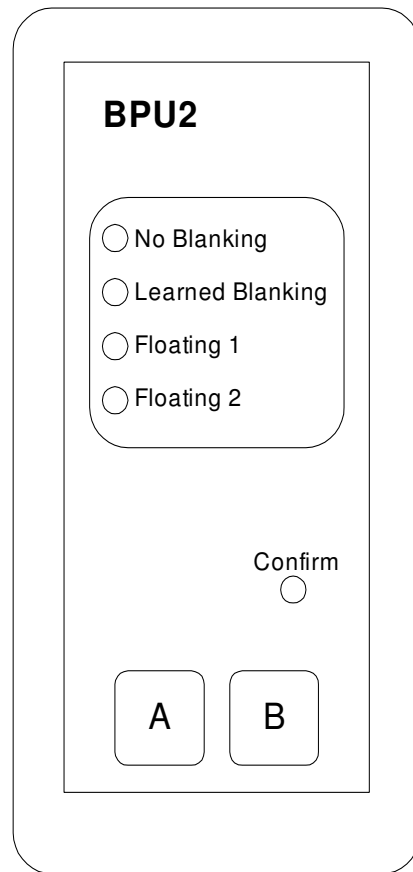 BPU2
No Blanking
Learned Blanking
Floating 1
Floating 2
Confirm
A B